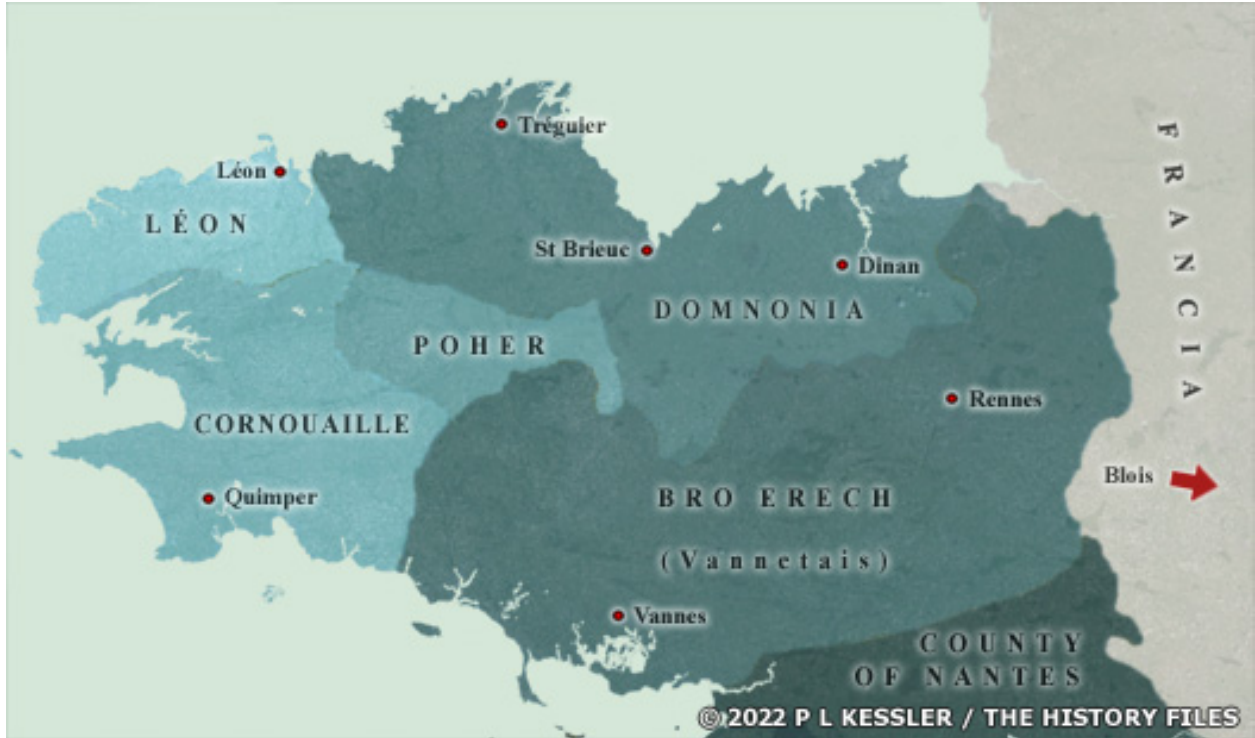 Tréguier
Léon
LÉON
St Brieuc
Dinan
DOMNONIA
POHER
Rennes
CORNOUAILLE
Quimper
BRO ERECH
(Vannetais)
Vannes
COUNTY
OF NANTES
FRANCIA
Blois
© 2022 P L KESSLER / THE HISTORY FILES